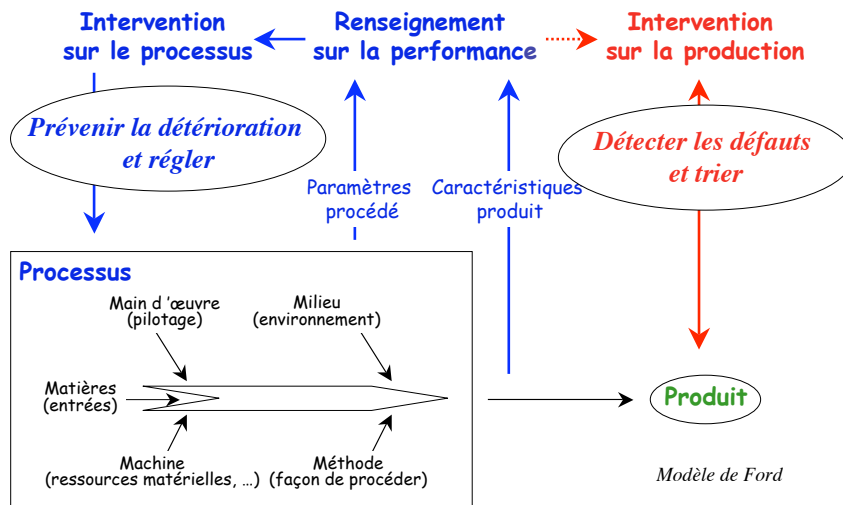 Intervention
sur le processus
Renseignement
sur la performance
Intervention
sur la production
Prévenir la détérioration
et régler
Détecter les défauts
et trier
Paramètres
procédé
Caractéristiques
produit
Processus
Main d 'œuvre
(pilotage)
Milieu
(environnement)
Matières
(entrées)
Produit
Machine
(ressources matérielles, ...)
Méthode
(façon de procéder)
Modèle de Ford